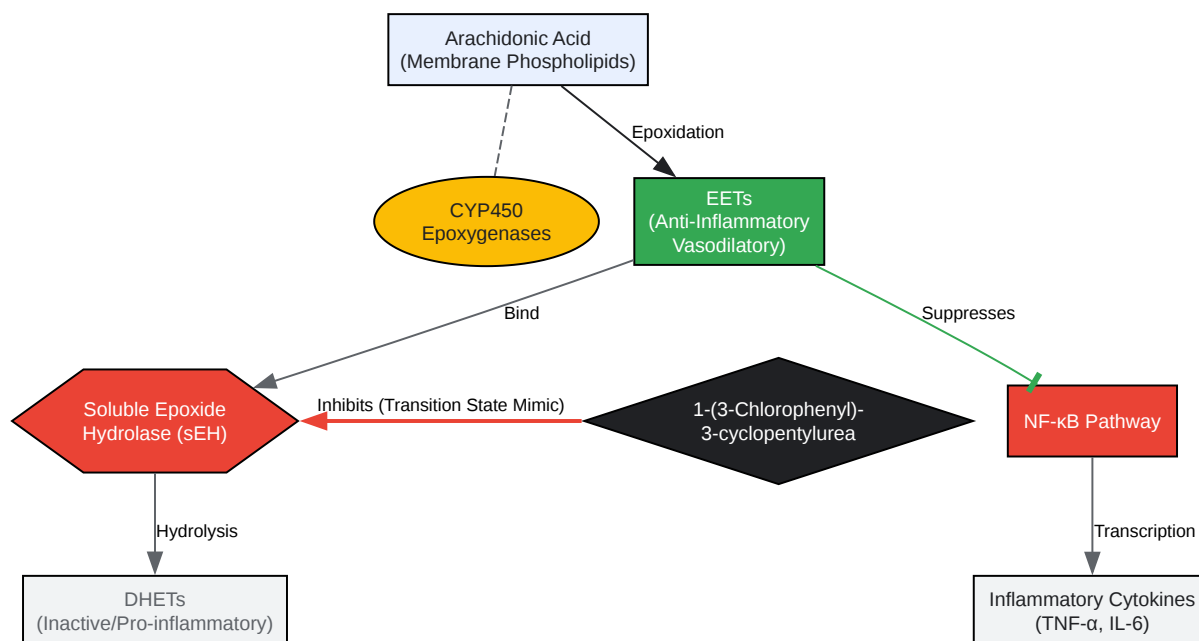 Arachidonic Acid
(Membrane Phospholipids)
Epoxidation
CYP450
Epoxygenases
EETs
(Anti-Inflammatory
Vasodilatory)
Bind
Suppresses
Soluble Epoxide
Hydrolase (sEH)
Inhibits (Transition State Mimic)
1-(3-Chlorophenyl)-
3-cyclopentylurea
NF-κB Pathway
Hydrolysis
Transcription
DHETs
(Inactive/Pro-inflammatory)
Inflammatory Cytokines
(TNF-α, IL-6)